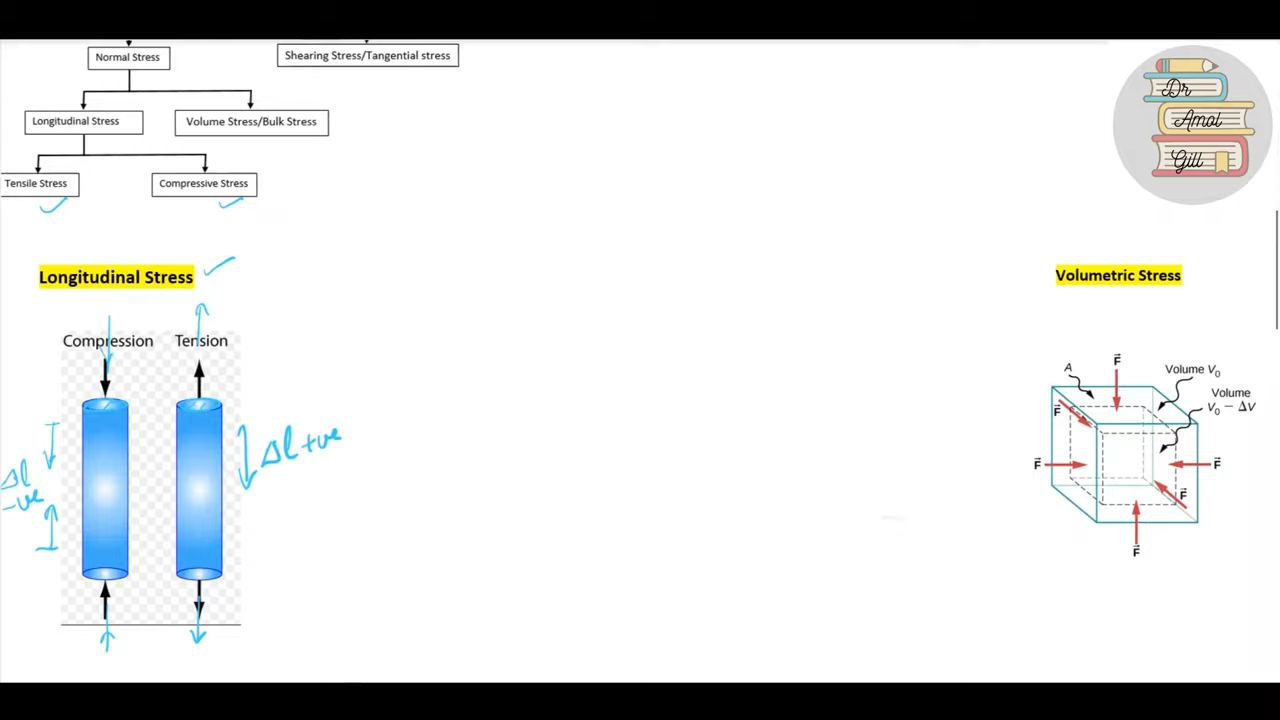 Normal Stress
Shearing Stress/Tangential stress
Longitudinal Stress
Volume Stress/Bulk Stress
Tensile Stress
Compressive Stress
Dr
Amol
Gill
Longitudinal Stress
Volumetric Stress
Compression
Tension
Δl
-ve
Δl +ve
F
A
Volume V₀
Volume
V₀ − ΔV
F
F
F
F
F